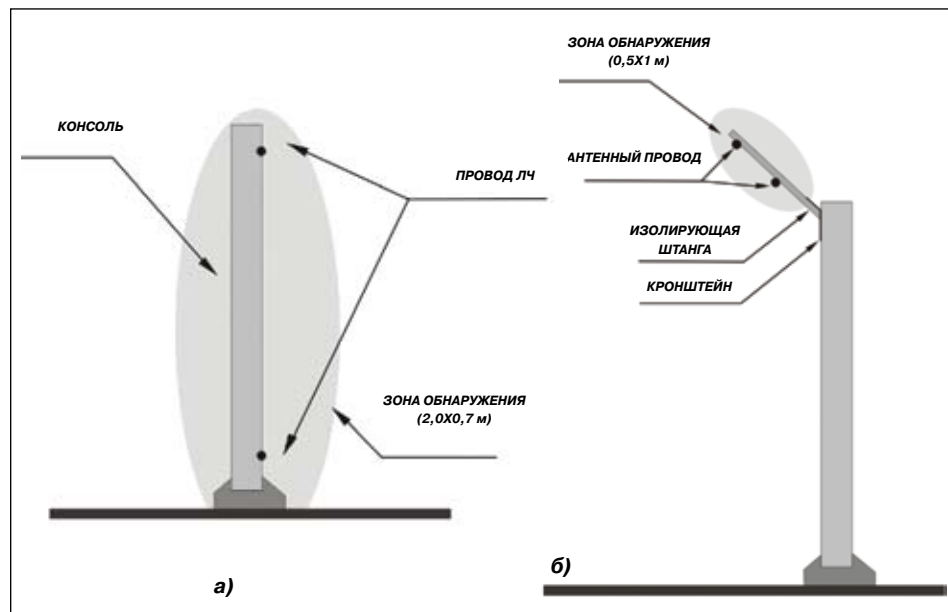 КОНСОЛЬ
ПРОВОД ЛЧ
ЗОНА ОБНАРУЖЕНИЯ
(2,0Х0,7 м)
а)
ЗОНА ОБНАРУЖЕНИЯ
(0,5Х1 м)
АНТЕННЫЙ ПРОВОД
ИЗОЛИРУЮЩАЯ
ШТАНГА
КРОНШТЕЙН
б)